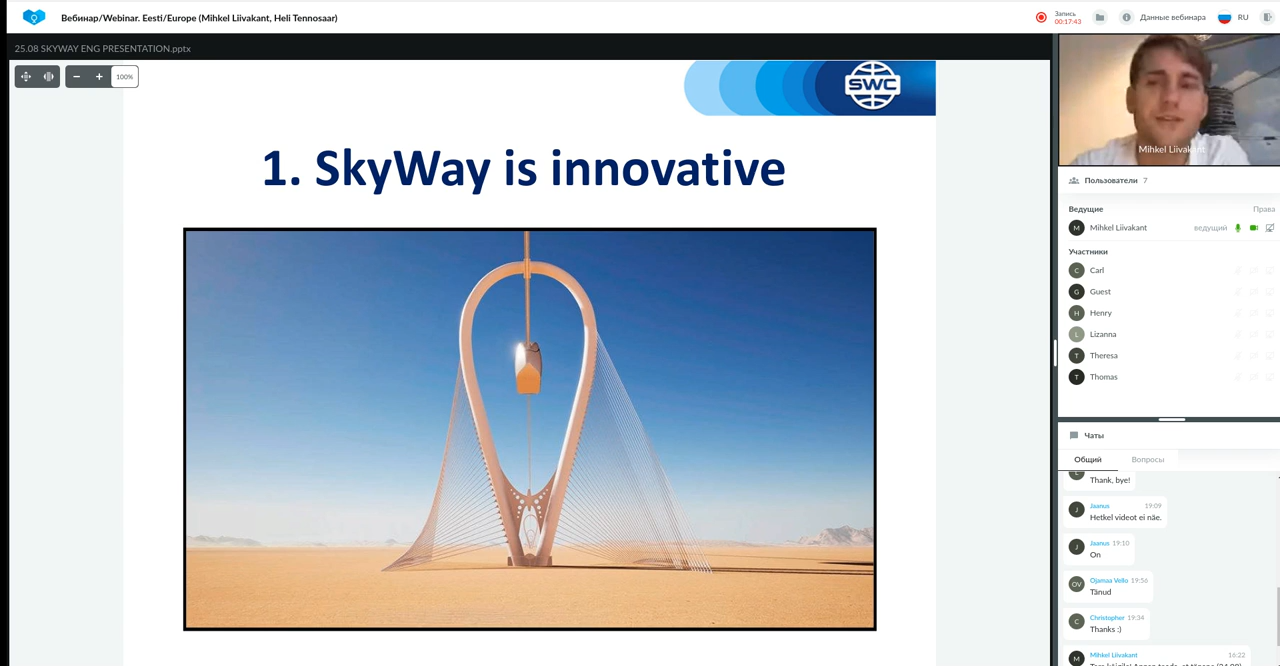 Вебинар/Webinar. Eesti/Europe (Mihkel Liivakant, Heli Tennosaar)
Запись
00:17:43
Данные вебинара
RU
25.08 SKYWAY ENG PRESENTATION.pptx
100%
SWC
1. SkyWay is innovative
Mihkel Liivakant
Пользователи 7
Ведущие Права
M Mihkel Liivakant ведущий
Участники
C Carl
G Guest
H Henry
L Lizanna
T Theresa
T Thomas
Чаты
Общий Вопросы
Thank, bye!
Jaanus 19:09
J
Hetkel videot ei näe.
Jaanus 19:10
J
On
Ojamaa Vello 19:56
OV
Tänud
Christopher 19:34
C
Thanks :)
Mihkel Liivakant 16:22
M